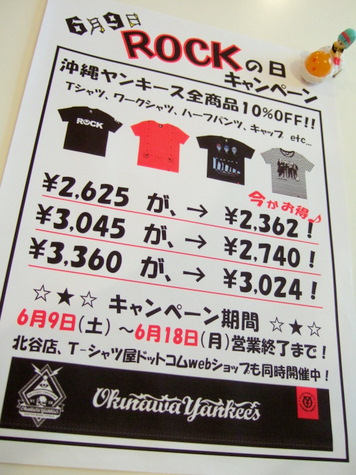 6月9日
ROCKの日
キャンペーン
沖縄ヤンキース全商品10%OFF!!
Tシャツ、ワークシャツ、ハーフパンツ、キャップ etc...
ROCK
今がお得♪
¥2,625 が、→ ¥2,362!
¥3,045 が、→ ¥2,740!
¥3,360 が、→ ¥3,024!
☆★☆ キャンペーン期間 ☆★☆
6月9日(土) ~6月18日(月)営業終了まで!
北谷店、T-シャツ屋ドットコムwebショップも同時開催中!
Okinawa Yankees